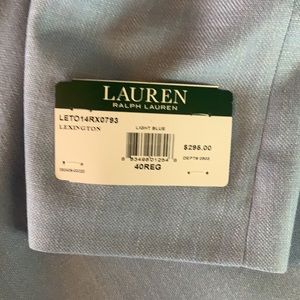 LAUREN
RALPH LAUREN
LETO14RX0793
LEXINGTON
LIGHT BLUE
$295.00
40REG